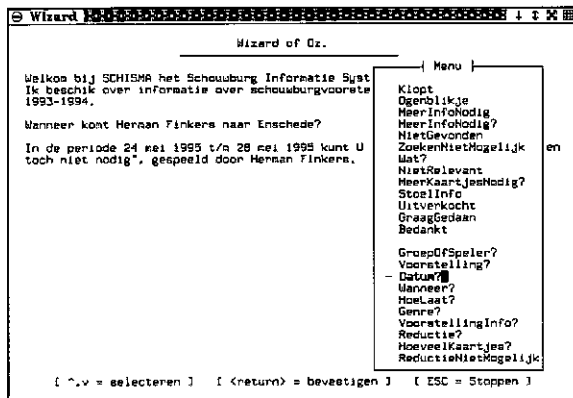 Wizard
Wizard of Oz.
Welkom bij SCHISMA het Schouwburg Informatie Syst
Ik beschik over informatie over schouwburgvoorste
1993-1994.
Wanneer komt Herman Finkers naar Enschede?
In de periode 24 mei 1995 t/m 28 mei 1995 kunt U
toch niet nodig", gespeeld door Herman Finkers.
en
Menu
Klopt
Ogenblikje
MeerInfoNodig
MeerInfoNodig?
NietGevonden
ZoekenNietMogelijk
Wat?
NietRelevant
MeerKaartjesNodig?
StoelInfo
Uitverkocht
GraagGedaan
Bedankt
GroepOfSpeler?
Voorstelling?
– Datum?
Wanneer?
HoeLaat?
Genre?
VoorstellingInfo?
Reductie?
HoeveelKaartjes?
ReductieNietMogelijk
[ ^,v = selecteren ] [ <return> = bevestigen ] [ ESC = Stoppen ]